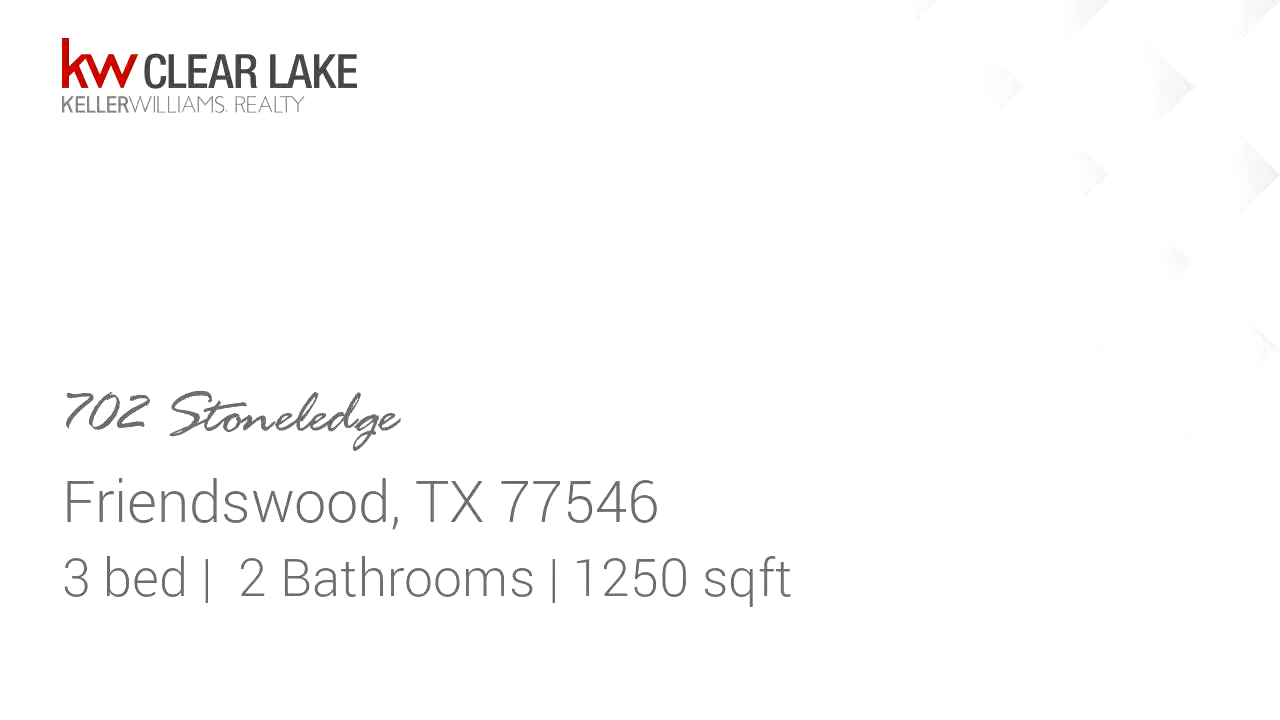 kw CLEAR LAKE
KELLERWILLIAMS. REALTY
702 Stoneledge
Friendswood, TX 77546
3 bed | 2 Bathrooms | 1250 sqft